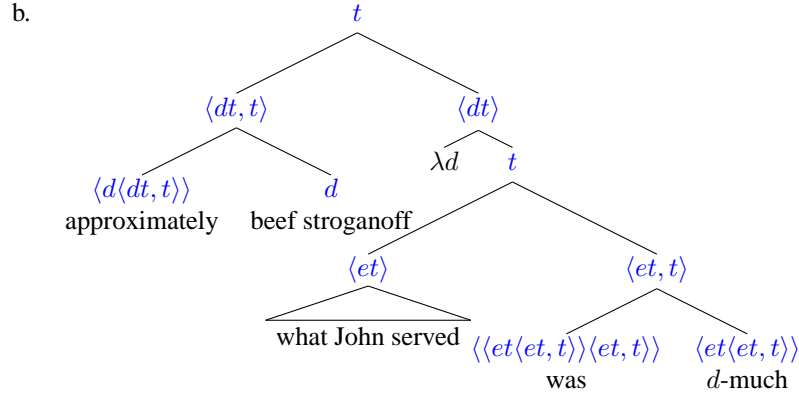 b.
t
⟨dt, t⟩ ⟨dt⟩
λd t
⟨d⟨dt, t⟩⟩ d
approximately beef stroganoff
⟨et⟩ ⟨et, t⟩
what John served
⟨⟨et⟨et, t⟩⟩⟨et, t⟩⟩ ⟨et⟨et, t⟩⟩
was d-much